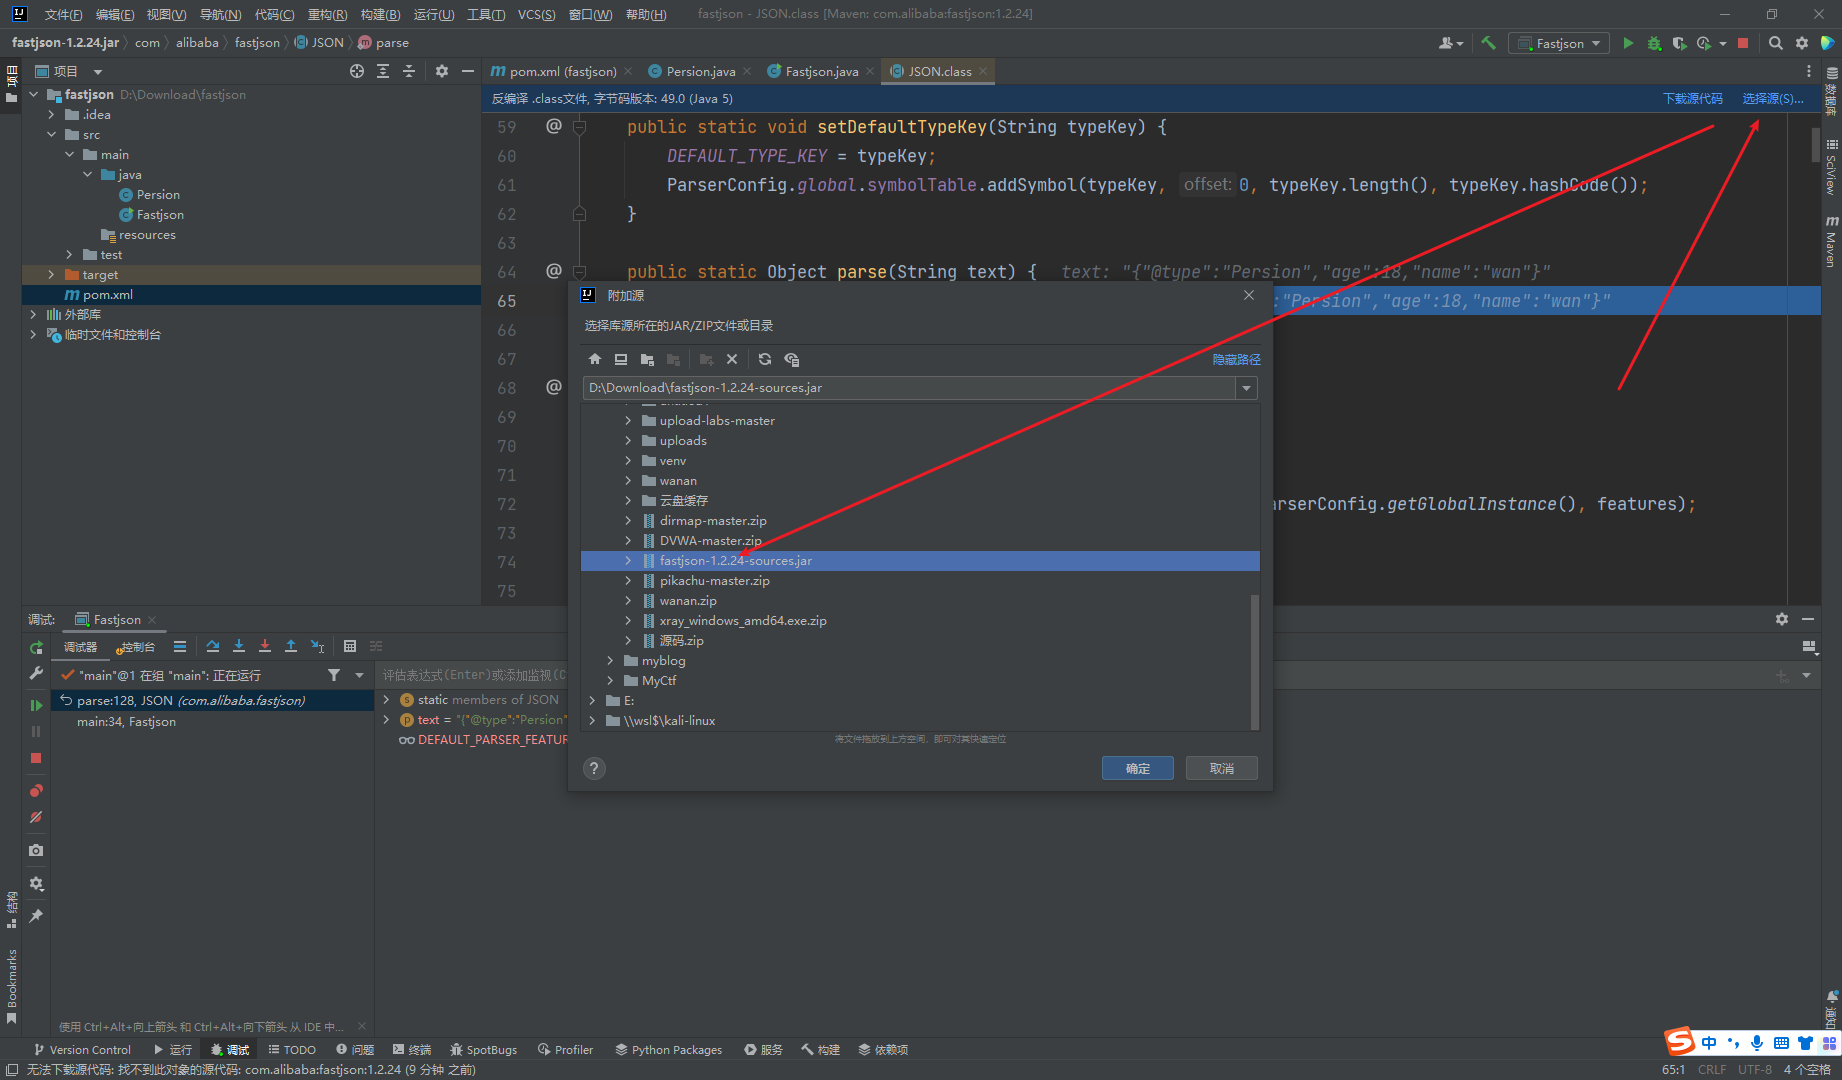 文件(F) 编辑(E) 视图(V) 导航(N) 代码(C) 重构(R) 构建(B) 运行(U) 工具(T) VCS(S) 窗口(W) 帮助(H) fastjson - JSON.class [Maven: com.alibaba:fastjson:1.2.24]
fastjson-1.2.24.jar com alibaba fastjson JSON parse
Fastjson
项目
项目
pom.xml (fastjson) Persion.java Fastjson.java JSON.class
fastjson D:\Download\fastjson
.idea
src
main
java
Persion
Fastjson
resources
test
target
pom.xml
外部库
临时文件和控制台
反编译 .class文件, 字节码版本: 49.0 (Java 5) 下载源代码 选择源(S)...
59 @ public static void setDefaultTypeKey(String typeKey) {
60 DEFAULT_TYPE_KEY = typeKey;
61 ParserConfig.global.symbolTable.addSymbol(typeKey, offset: 0, typeKey.length(), typeKey.hashCode());
62 }
63
64 @ public static Object parse(String text) { text: "{"@type":"Persion","age":18,"name":"wan"}"
65 :"Persion","age":18,"name":"wan"}"
66
67
68 @
69
70
71
72 arserConfig.getGlobalInstance(), features);
73
74
75
附加源
选择库源所在的JAR/ZIP文件或目录
隐藏路径
D:\Download\fastjson-1.2.24-sources.jar
upload-labs-master
uploads
venv
wanan
云盘缓存
dirmap-master.zip
DVWA-master.zip
fastjson-1.2.24-sources.jar
pikachu-master.zip
wanan.zip
xray_windows_amd64.exe.zip
源码.zip
myblog
MyCtf
E:
\\wsl$\kali-linux
将文件拖放到上方空间，即可对其快速定位
? 确定 取消
数据库
SciView
Maven
通知
调试: Fastjson
调试器 控制台
"main"@1 在组 "main": 正在运行
评估表达式(Enter)或添加监视(C
parse:128, JSON (com.alibaba.fastjson)
main:34, Fastjson
static members of JSON
text = "{"@type":"Persion"
DEFAULT_PARSER_FEATUR
结构
Bookmarks
使用 Ctrl+Alt+向上箭头 和 Ctrl+Alt+向下箭头 从 IDE 中...
Version Control 运行 调试 TODO 问题 终端 SpotBugs Profiler Python Packages 服务 构建 依赖项
中
无法下载源代码: 找不到此对象的源代码: com.alibaba:fastjson:1.2.24 (9 分钟 之前) 65:1 CRLF UTF-8 4 个空格